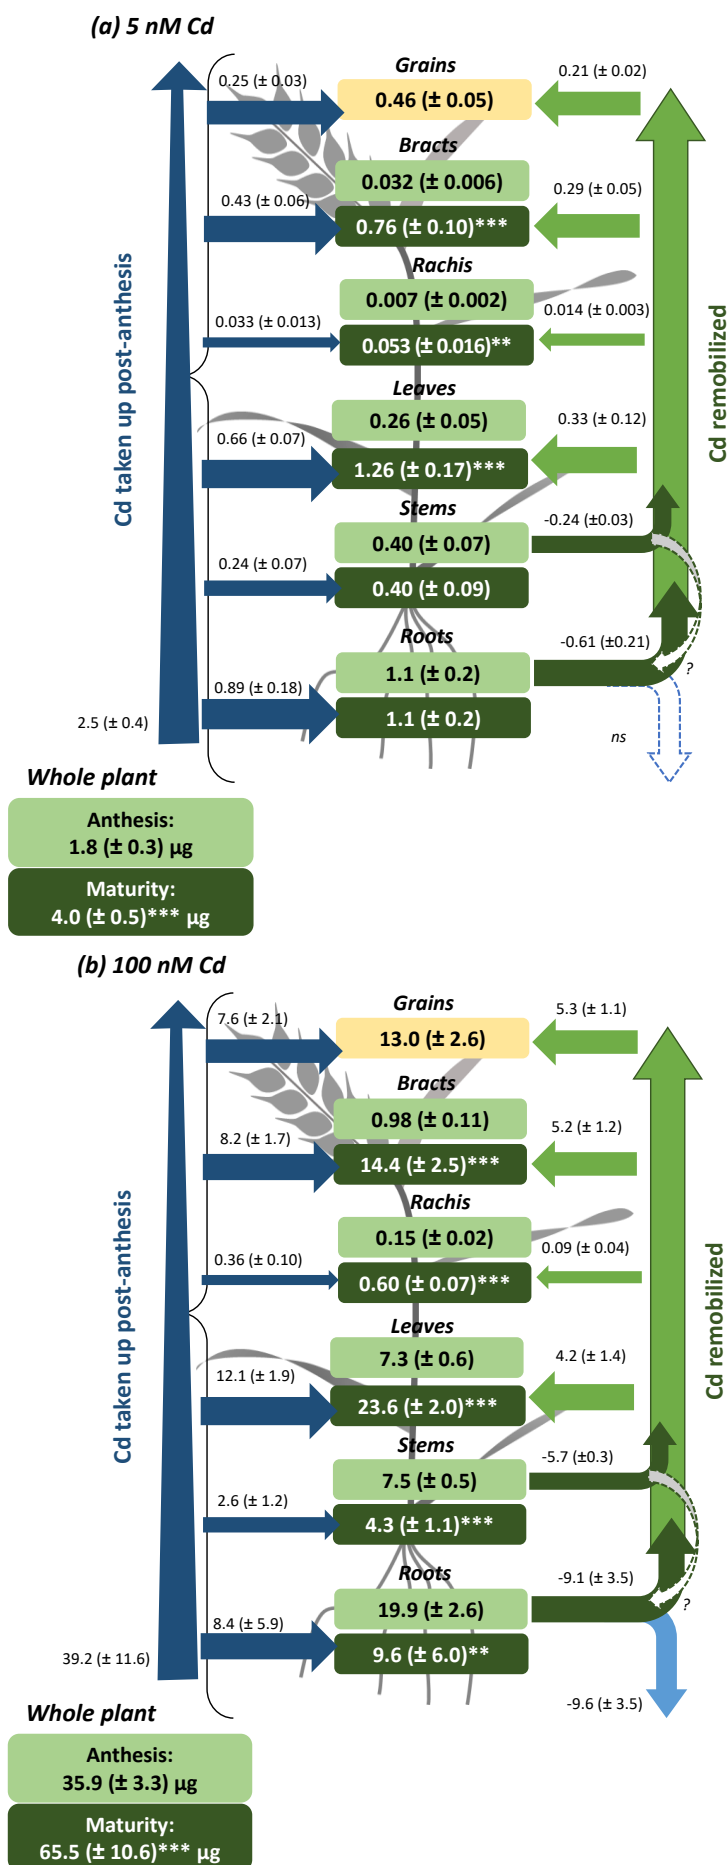 (a) 5 nM Cd
Grains
0.25 (± 0.03)
0.46 (± 0.05)
0.21 (± 0.02)
Bracts
0.032 (± 0.006)
0.43 (± 0.06)
0.76 (± 0.10)***
0.29 (± 0.05)
Rachis
0.007 (± 0.002)
0.033 (± 0.013)
0.053 (± 0.016)**
0.014 (± 0.003)
Leaves
0.26 (± 0.05)
0.66 (± 0.07)
1.26 (± 0.17)***
0.33 (± 0.12)
Stems
0.40 (± 0.07)
-0.24 (±0.03)
0.24 (± 0.07)
0.40 (± 0.09)
Roots
1.1 (± 0.2)
-0.61 (±0.21)
?
0.89 (± 0.18)
1.1 (± 0.2)
ns
2.5 (± 0.4)
Cd taken up post-anthesis
Cd remobilized
Whole plant
Anthesis:
1.8 (± 0.3) µg
Maturity:
4.0 (± 0.5)*** µg
(b) 100 nM Cd
Grains
7.6 (± 2.1)
13.0 (± 2.6)
5.3 (± 1.1)
Bracts
0.98 (± 0.11)
8.2 (± 1.7)
14.4 (± 2.5)***
5.2 (± 1.2)
Rachis
0.15 (± 0.02)
0.36 (± 0.10)
0.60 (± 0.07)***
0.09 (± 0.04)
Leaves
7.3 (± 0.6)
12.1 (± 1.9)
23.6 (± 2.0)***
4.2 (± 1.4)
Stems
7.5 (± 0.5)
-5.7 (±0.3)
2.6 (± 1.2)
4.3 (± 1.1)***
Roots
19.9 (± 2.6)
-9.1 (± 3.5)
?
8.4 (± 5.9)
9.6 (± 6.0)**
39.2 (± 11.6)
-9.6 (± 3.5)
Cd taken up post-anthesis
Cd remobilized
Whole plant
Anthesis:
35.9 (± 3.3) µg
Maturity:
65.5 (± 10.6)*** µg